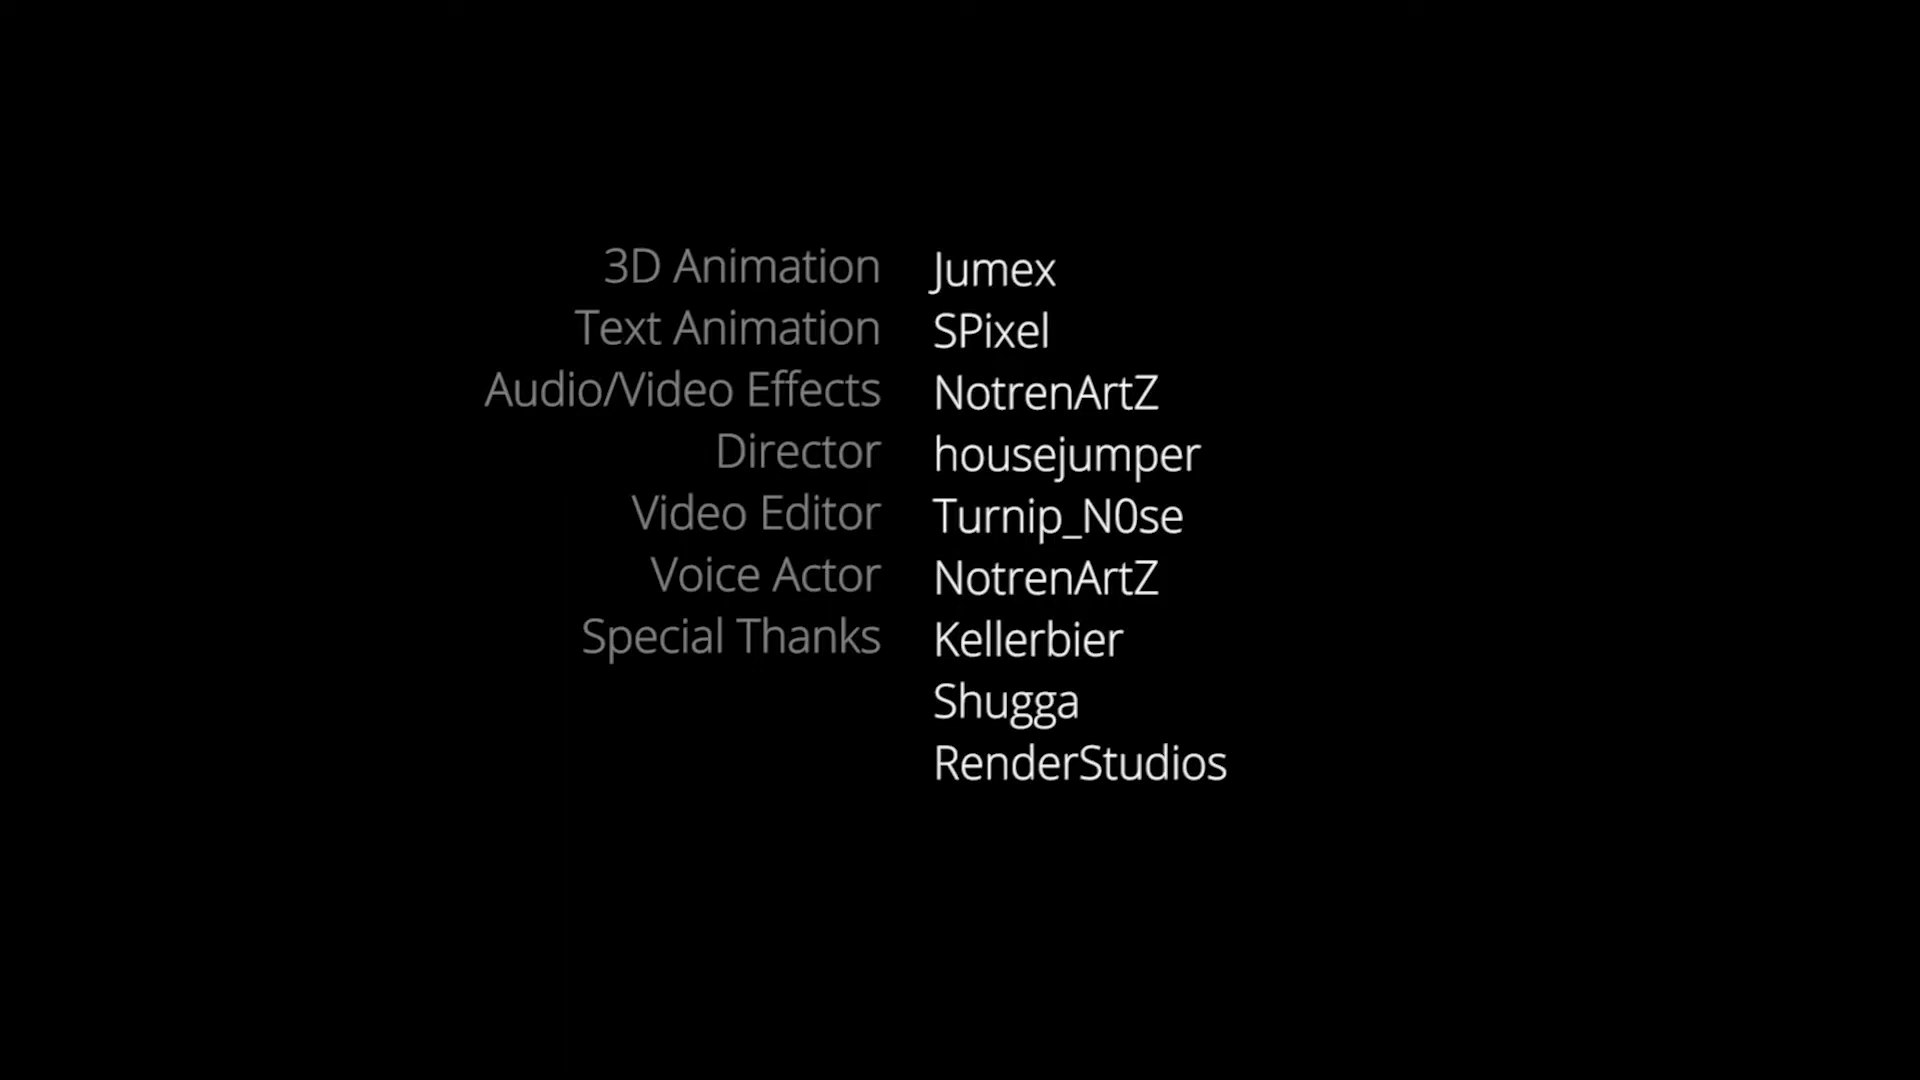 3D Animation Jumex
Text Animation SPixel
Audio/Video Effects NotrenArtZ
Director housejumper
Video Editor Turnip_N0se
Voice Actor NotrenArtZ
Special Thanks Kellerbier
Shugga
RenderStudios